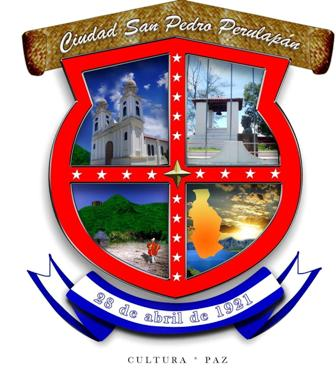 Ciudad San Pedro Perulapán
28 de abril de 1921
CULTURA * PAZ